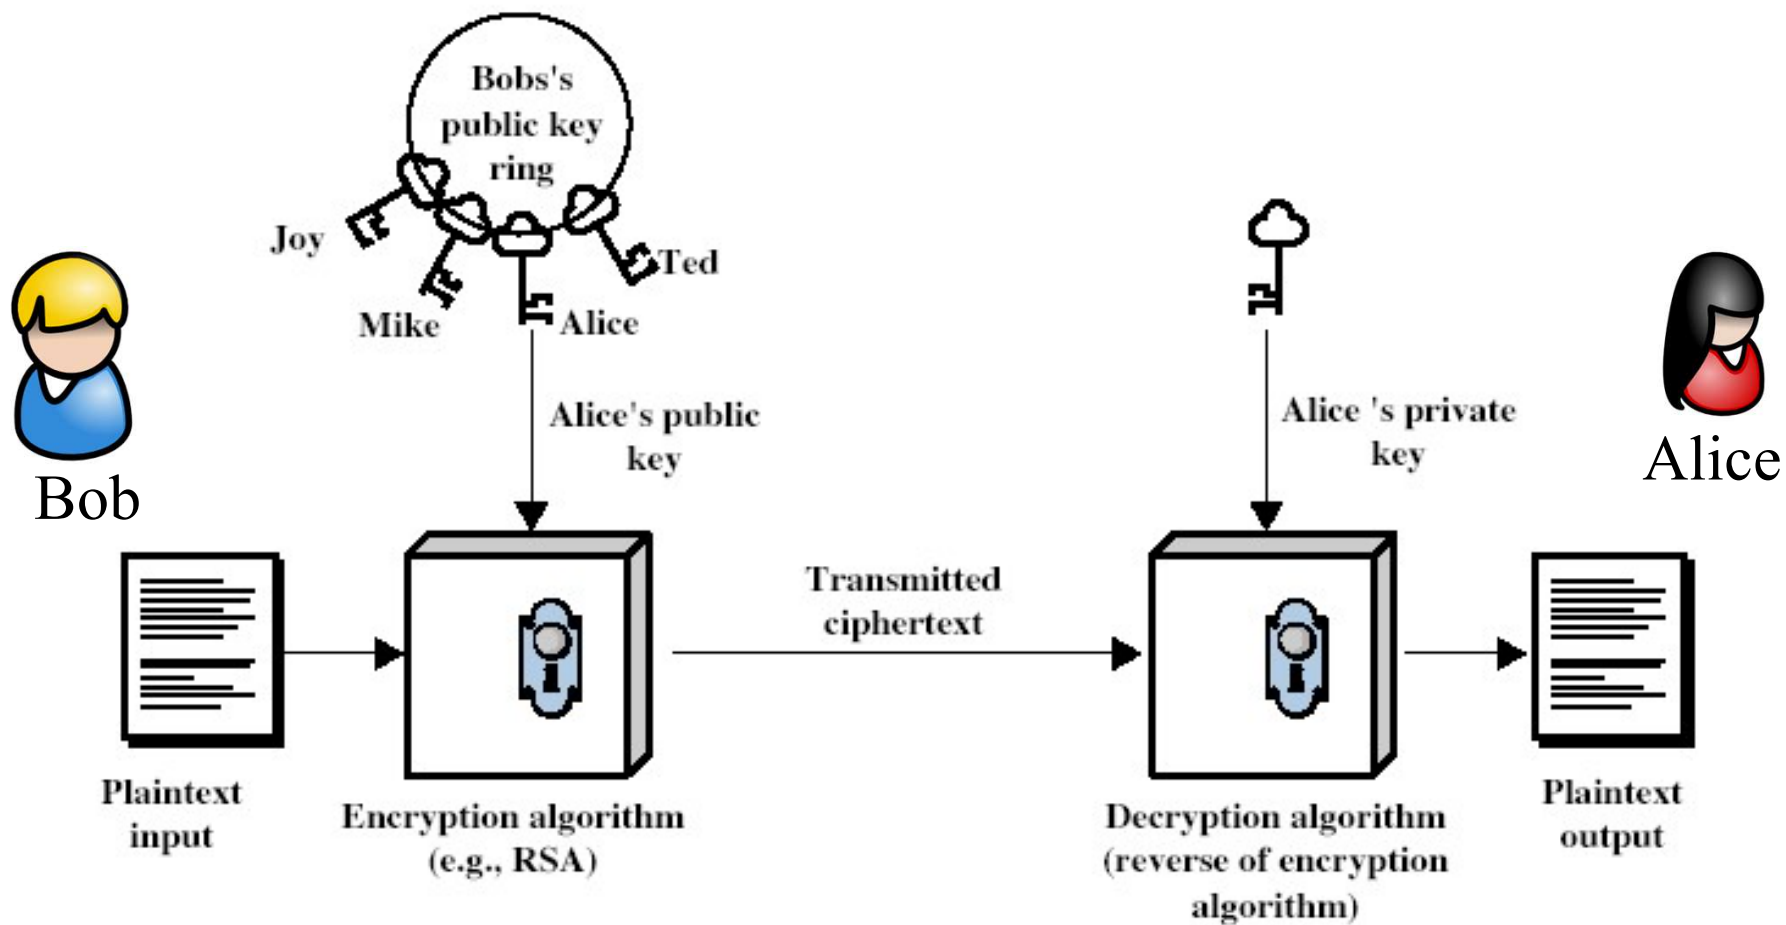 Bobs's
public key
ring
Joy
Ted
Mike
Alice
Alice's public
key
Alice 's private
key
Bob
Alice
Transmitted
ciphertext
Plaintext
input
Encryption algorithm
(e.g., RSA)
Decryption algorithm
(reverse of encryption
algorithm)
Plaintext
output